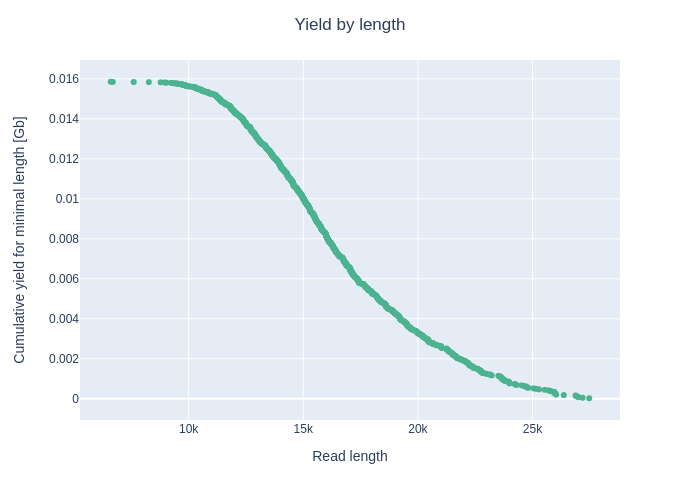 Yield by length
Cumulative yield for minimal length [Gb]
0.016
0.014
0.012
0.01
0.008
0.006
0.004
0.002
0
10k 15k 20k 25k
Read length